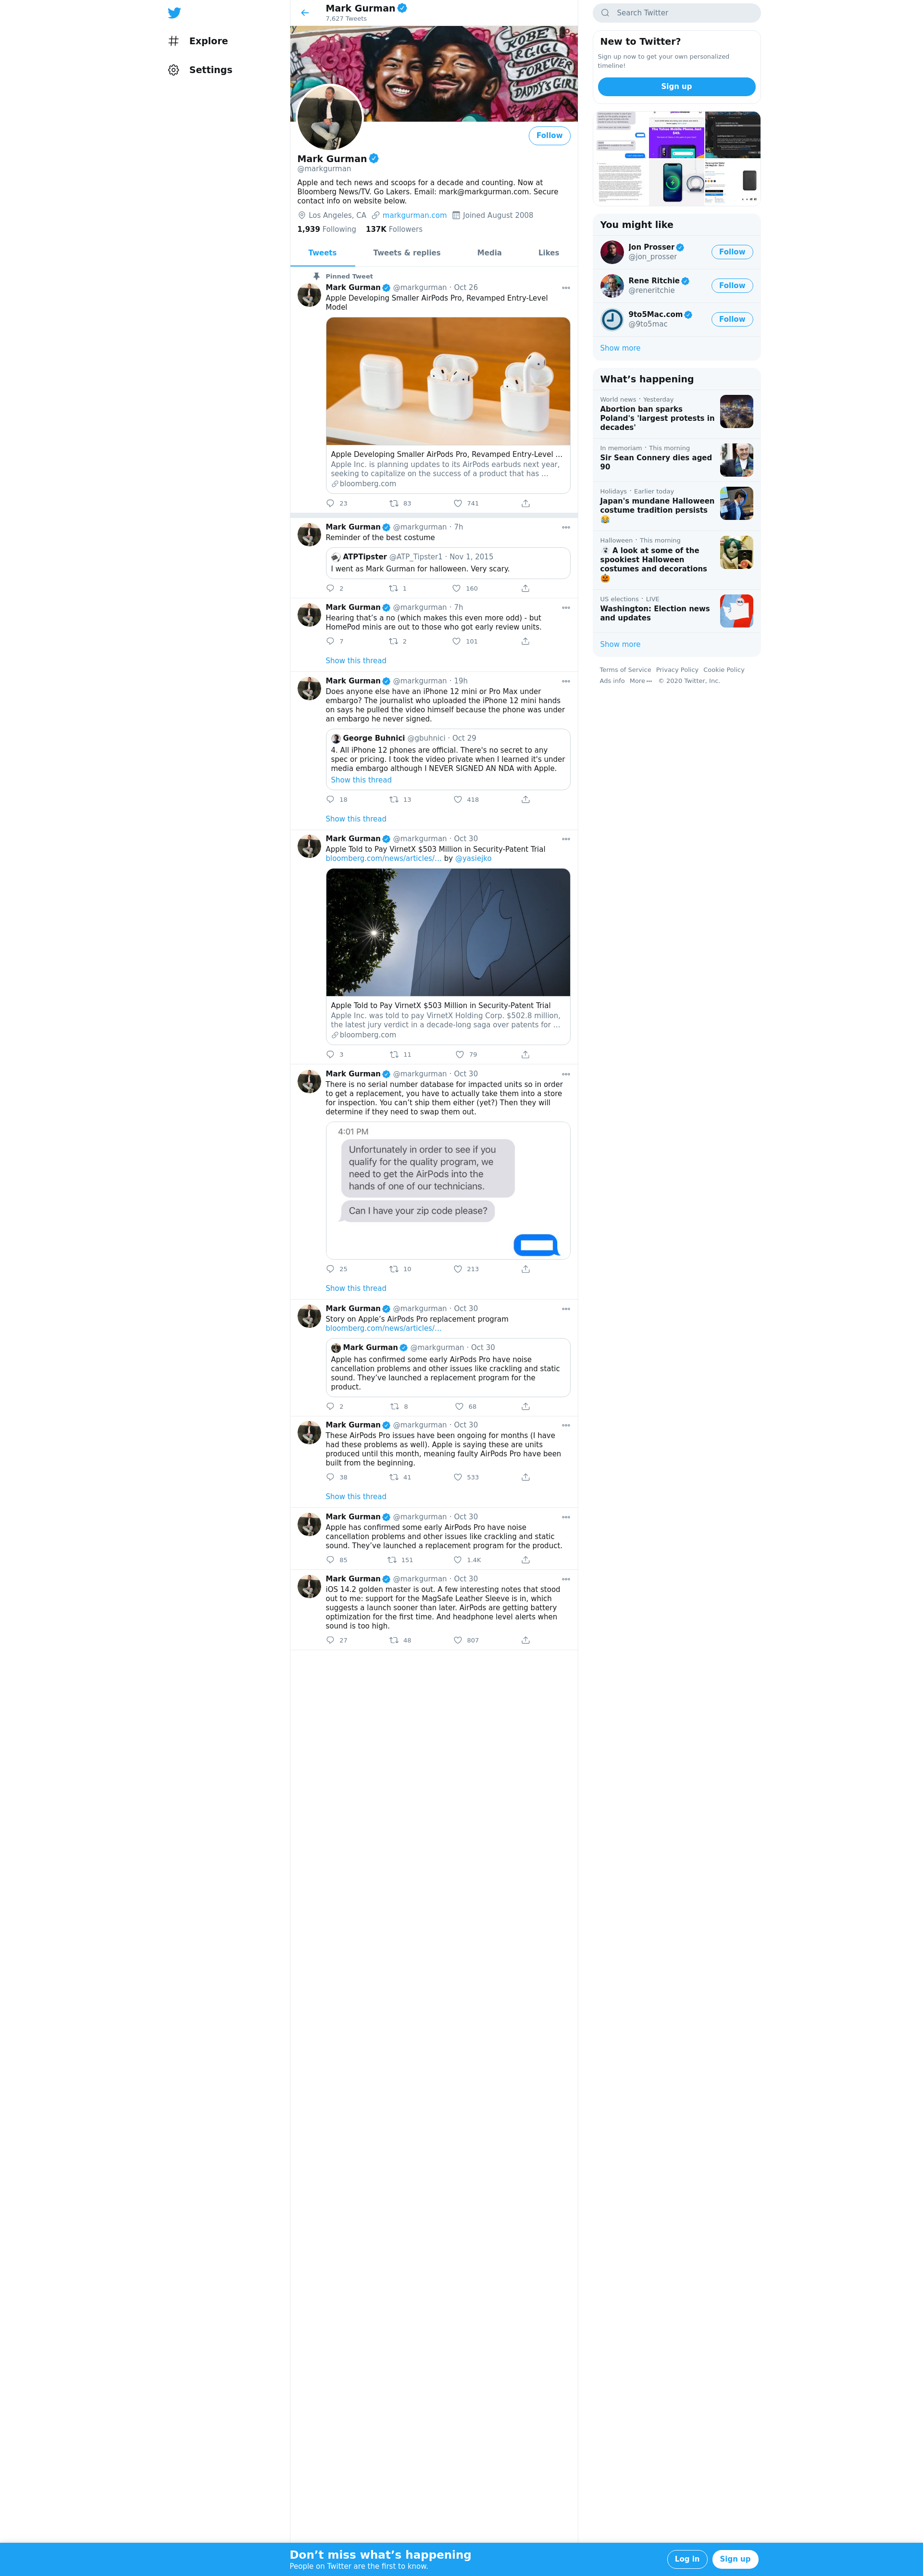 Explore
Settings
Mark Gurman
7,627 Tweets
KOBE
& GIGI
FOREVER
DADDY'S GIRL
Follow
Mark Gurman
@markgurman
Apple and tech news and scoops for a decade and counting. Now at
Bloomberg News/TV. Go Lakers. Email: mark@markgurman.com. Secure
contact info on website below.
Los Angeles, CA markgurman.com Joined August 2008
1,939 Following 137K Followers
Tweets Tweets & replies Media Likes
Pinned Tweet
Mark Gurman @markgurman · Oct 26
Apple Developing Smaller AirPods Pro, Revamped Entry-Level
Model
Apple Developing Smaller AirPods Pro, Revamped Entry-Level ...
Apple Inc. is planning updates to its AirPods earbuds next year,
seeking to capitalize on the success of a product that has ...
bloomberg.com
23 83 741
Mark Gurman @markgurman · 7h
Reminder of the best costume
ATPTipster @ATP_Tipster1 · Nov 1, 2015
I went as Mark Gurman for halloween. Very scary.
2 1 160
Mark Gurman @markgurman · 7h
Hearing that’s a no (which makes this even more odd) - but
HomePod minis are out to those who got early review units.
7 2 101
Show this thread
Mark Gurman @markgurman · 19h
Does anyone else have an iPhone 12 mini or Pro Max under
embargo? The journalist who uploaded the iPhone 12 mini hands
on says he pulled the video himself because the phone was under
an embargo he never signed.
George Buhnici @gbuhnici · Oct 29
4. All iPhone 12 phones are official. There's no secret to any
spec or pricing. I took the video private when I learned it's under
media embargo although I NEVER SIGNED AN NDA with Apple.
Show this thread
18 13 418
Show this thread
Mark Gurman @markgurman · Oct 30
Apple Told to Pay VirnetX $503 Million in Security-Patent Trial
bloomberg.com/news/articles/... by @yasiejko
Apple Told to Pay VirnetX $503 Million in Security-Patent Trial
Apple Inc. was told to pay VirnetX Holding Corp. $502.8 million,
the latest jury verdict in a decade-long saga over patents for ...
bloomberg.com
3 11 79
Mark Gurman @markgurman · Oct 30
There is no serial number database for impacted units so in order
to get a replacement, you have to actually take them into a store
for inspection. You can’t ship them either (yet?) Then they will
determine if they need to swap them out.
4:01 PM
Unfortunately in order to see if you
qualify for the quality program, we
need to get the AirPods into the
hands of one of our technicians.
Can I have your zip code please?
25 10 213
Show this thread
Mark Gurman @markgurman · Oct 30
Story on Apple’s AirPods Pro replacement program
bloomberg.com/news/articles/...
Mark Gurman @markgurman · Oct 30
Apple has confirmed some early AirPods Pro have noise
cancellation problems and other issues like crackling and static
sound. They’ve launched a replacement program for the
product.
2 8 68
Mark Gurman @markgurman · Oct 30
These AirPods Pro issues have been ongoing for months (I have
had these problems as well). Apple is saying these are units
produced until this month, meaning faulty AirPods Pro have been
built from the beginning.
38 41 533
Show this thread
Mark Gurman @markgurman · Oct 30
Apple has confirmed some early AirPods Pro have noise
cancellation problems and other issues like crackling and static
sound. They’ve launched a replacement program for the product.
85 151 1.4K
Mark Gurman @markgurman · Oct 30
iOS 14.2 golden master is out. A few interesting notes that stood
out to me: support for the MagSafe Leather Sleeve is in, which
suggests a launch sooner than later. AirPods are getting battery
optimization for the first time. And headphone level alerts when
sound is too high.
27 48 807
Search Twitter
New to Twitter?
Sign up now to get your own personalized
timeline!
Sign up
You might like
Jon Prosser
@jon_prosser
Follow
Rene Ritchie
@reneritchie
Follow
9to5Mac.com
@9to5mac
Follow
Show more
What’s happening
World news · Yesterday
Abortion ban sparks
Poland's 'largest protests in
decades'
In memoriam · This morning
Sir Sean Connery dies aged
90
Holidays · Earlier today
Japan's mundane Halloween
costume tradition persists
😂
Halloween · This morning
A look at some of the
spookiest Halloween
costumes and decorations
🎃
US elections · LIVE
Washington: Election news
and updates
Show more
Terms of Service Privacy Policy Cookie Policy
Ads info More © 2020 Twitter, Inc.
Don’t miss what’s happening
People on Twitter are the first to know.
Log in Sign up